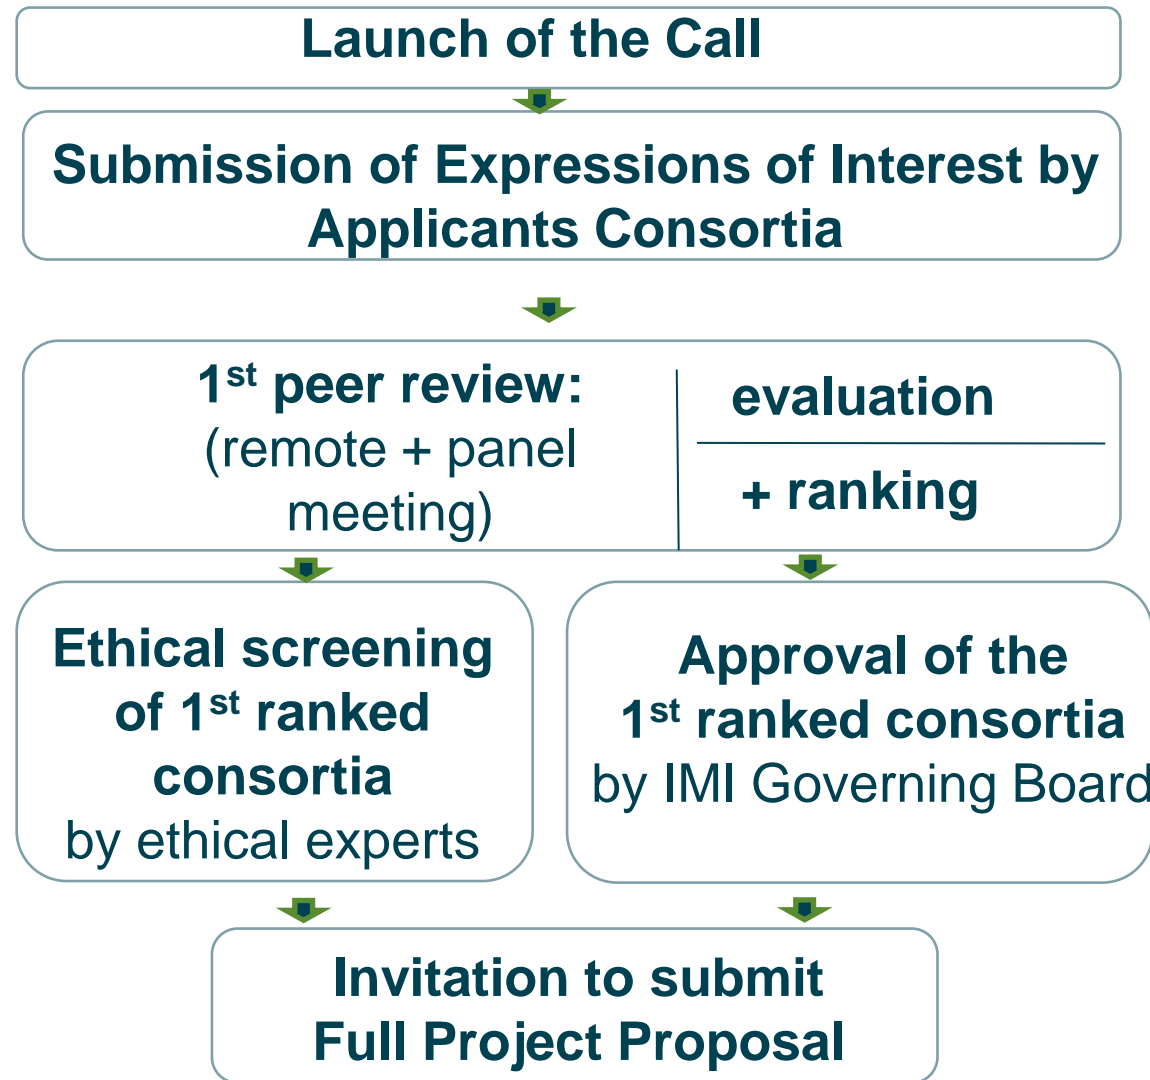 Launch of the Call
Submission of Expressions of Interest by
Applicants Consortia
1st peer review:
(remote + panel
meeting)
evaluation
+ ranking
Ethical screening
of 1st ranked
consortia
by ethical experts
Approval of the
1st ranked consortia
by IMI Governing Board
Invitation to submit
Full Project Proposal